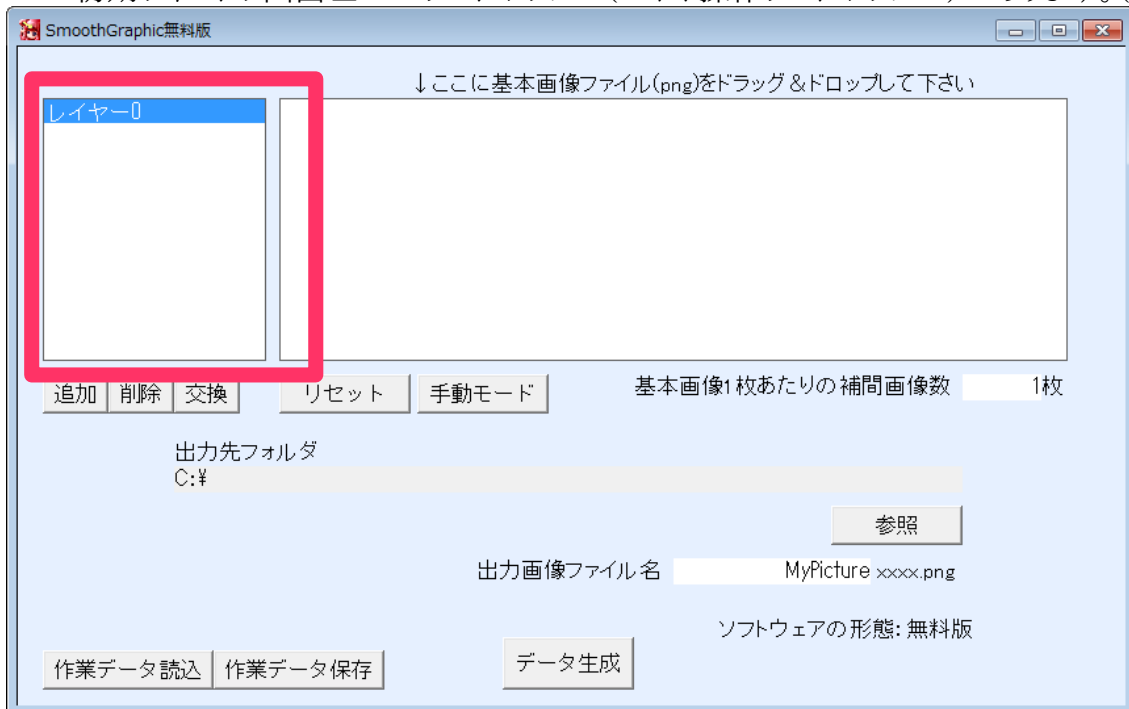 SmoothGraphic無料版
↓ここに基本画像ファイル(png)をドラッグ&ドロップして下さい
レイヤー0
追加 削除 交換 リセット 手動モード 基本画像1枚あたりの補間画像数 1枚
出力先フォルダ
C:¥
参照
出力画像ファイル名 MyPicture xxxx.png
ソフトウェアの形態: 無料版
作業データ読込 作業データ保存 データ生成